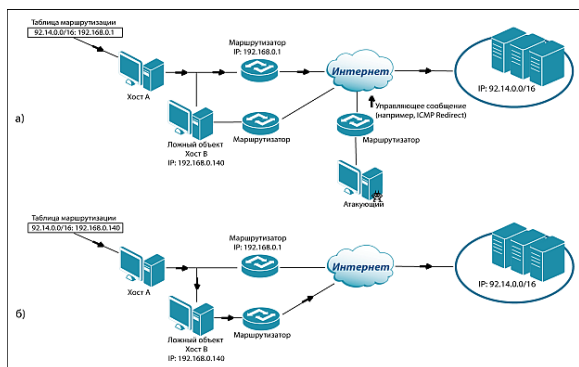 Таблица маршрутизации
92.14.0.0/16: 192.168.0.1
Маршрутизатор
IP: 192.168.0.1
Хост А
Интернет
IP: 92.14.0.0/16
а)
Управляющее сообщение
(например, ICMP Redirect)
Ложный объект
Хост В
IP: 192.168.0.140
Маршрутизатор
Маршрутизатор
Атакующий
Таблица маршрутизации
92.14.0.0/16: 192.168.0.140
Маршрутизатор
IP: 192.168.0.1
Хост А
Интернет
IP: 92.14.0.0/16
б)
Ложный объект
Хост В
IP: 192.168.0.140
Маршрутизатор